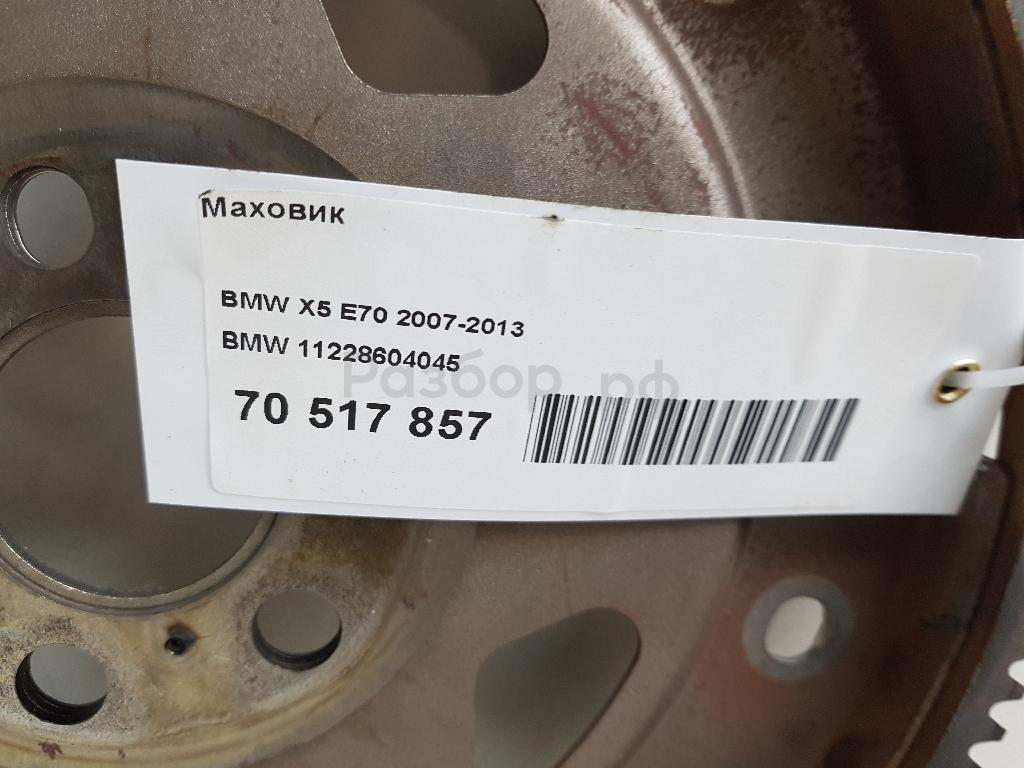 Маховик
BMW X5 E70 2007-2013
BMW 11228604045
Разбор.рф
70 517 857